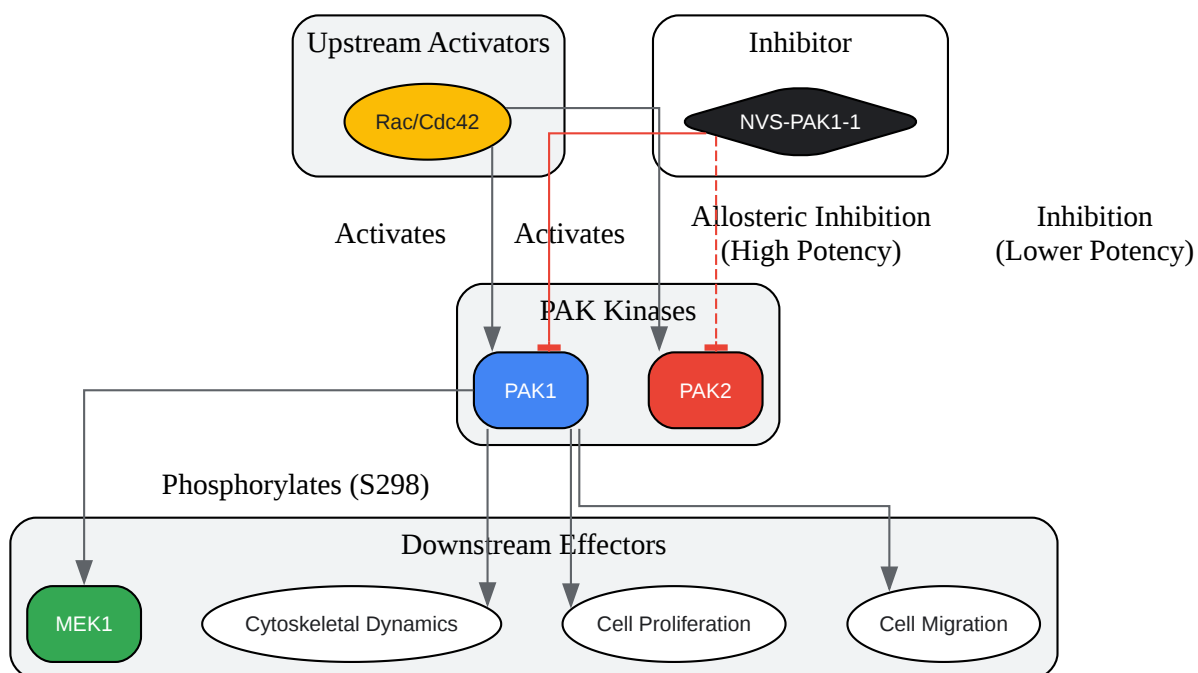 Upstream Activators
Inhibitor
Rac/Cdc42
NVS-PAK1-1
Activates
Activates
Allosteric Inhibition
(High Potency)
Inhibition
(Lower Potency)
PAK Kinases
PAK1
PAK2
Phosphorylates (S298)
Downstream Effectors
MEK1
Cytoskeletal Dynamics
Cell Proliferation
Cell Migration